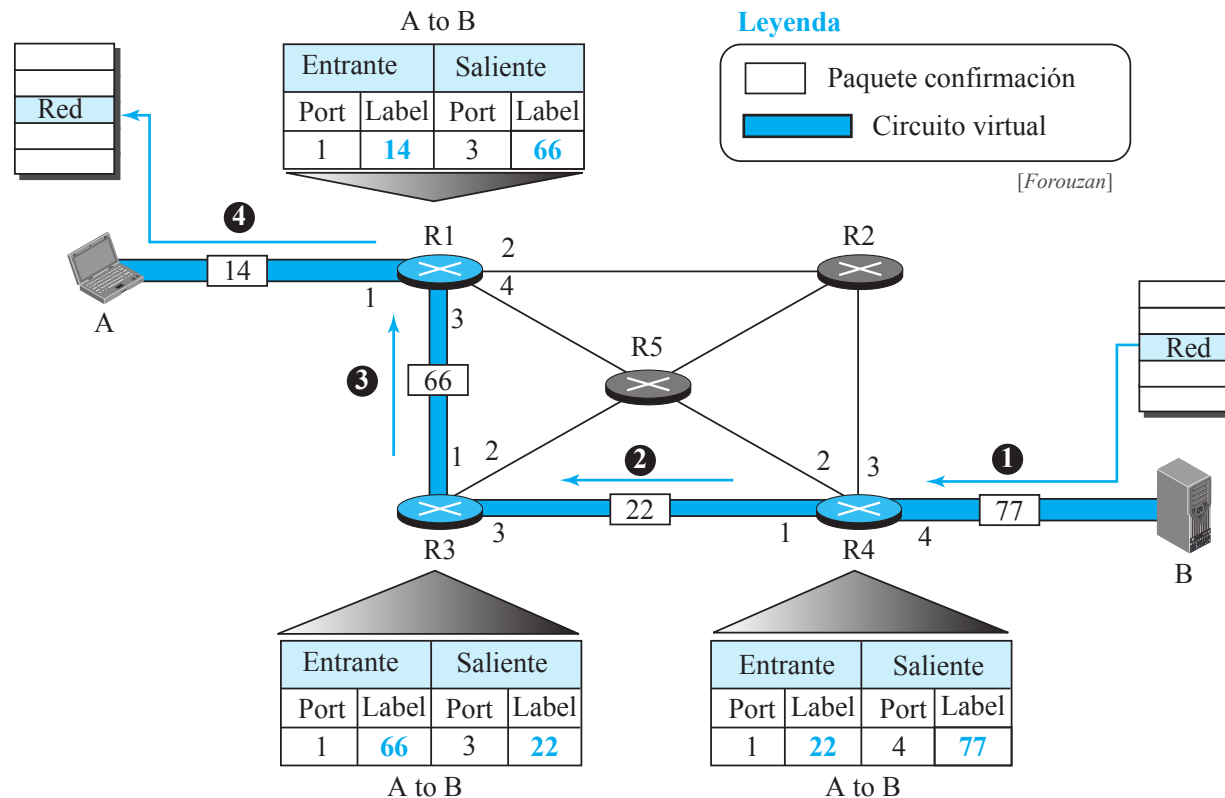 A to B
Entrante Saliente
Port Label Port Label
1 14 3 66
Leyenda
Paquete confirmación
Circuito virtual
[Forouzan]
Red
4
14
A
R1
1
2
4
3
R2
R5
Red
3
66
1
2
2
2
3
1
R3
3
22
1
R4
4
77
B
Entrante Saliente
Port Label Port Label
1 66 3 22
A to B
Entrante Saliente
Port Label Port Label
1 22 4 77
A to B